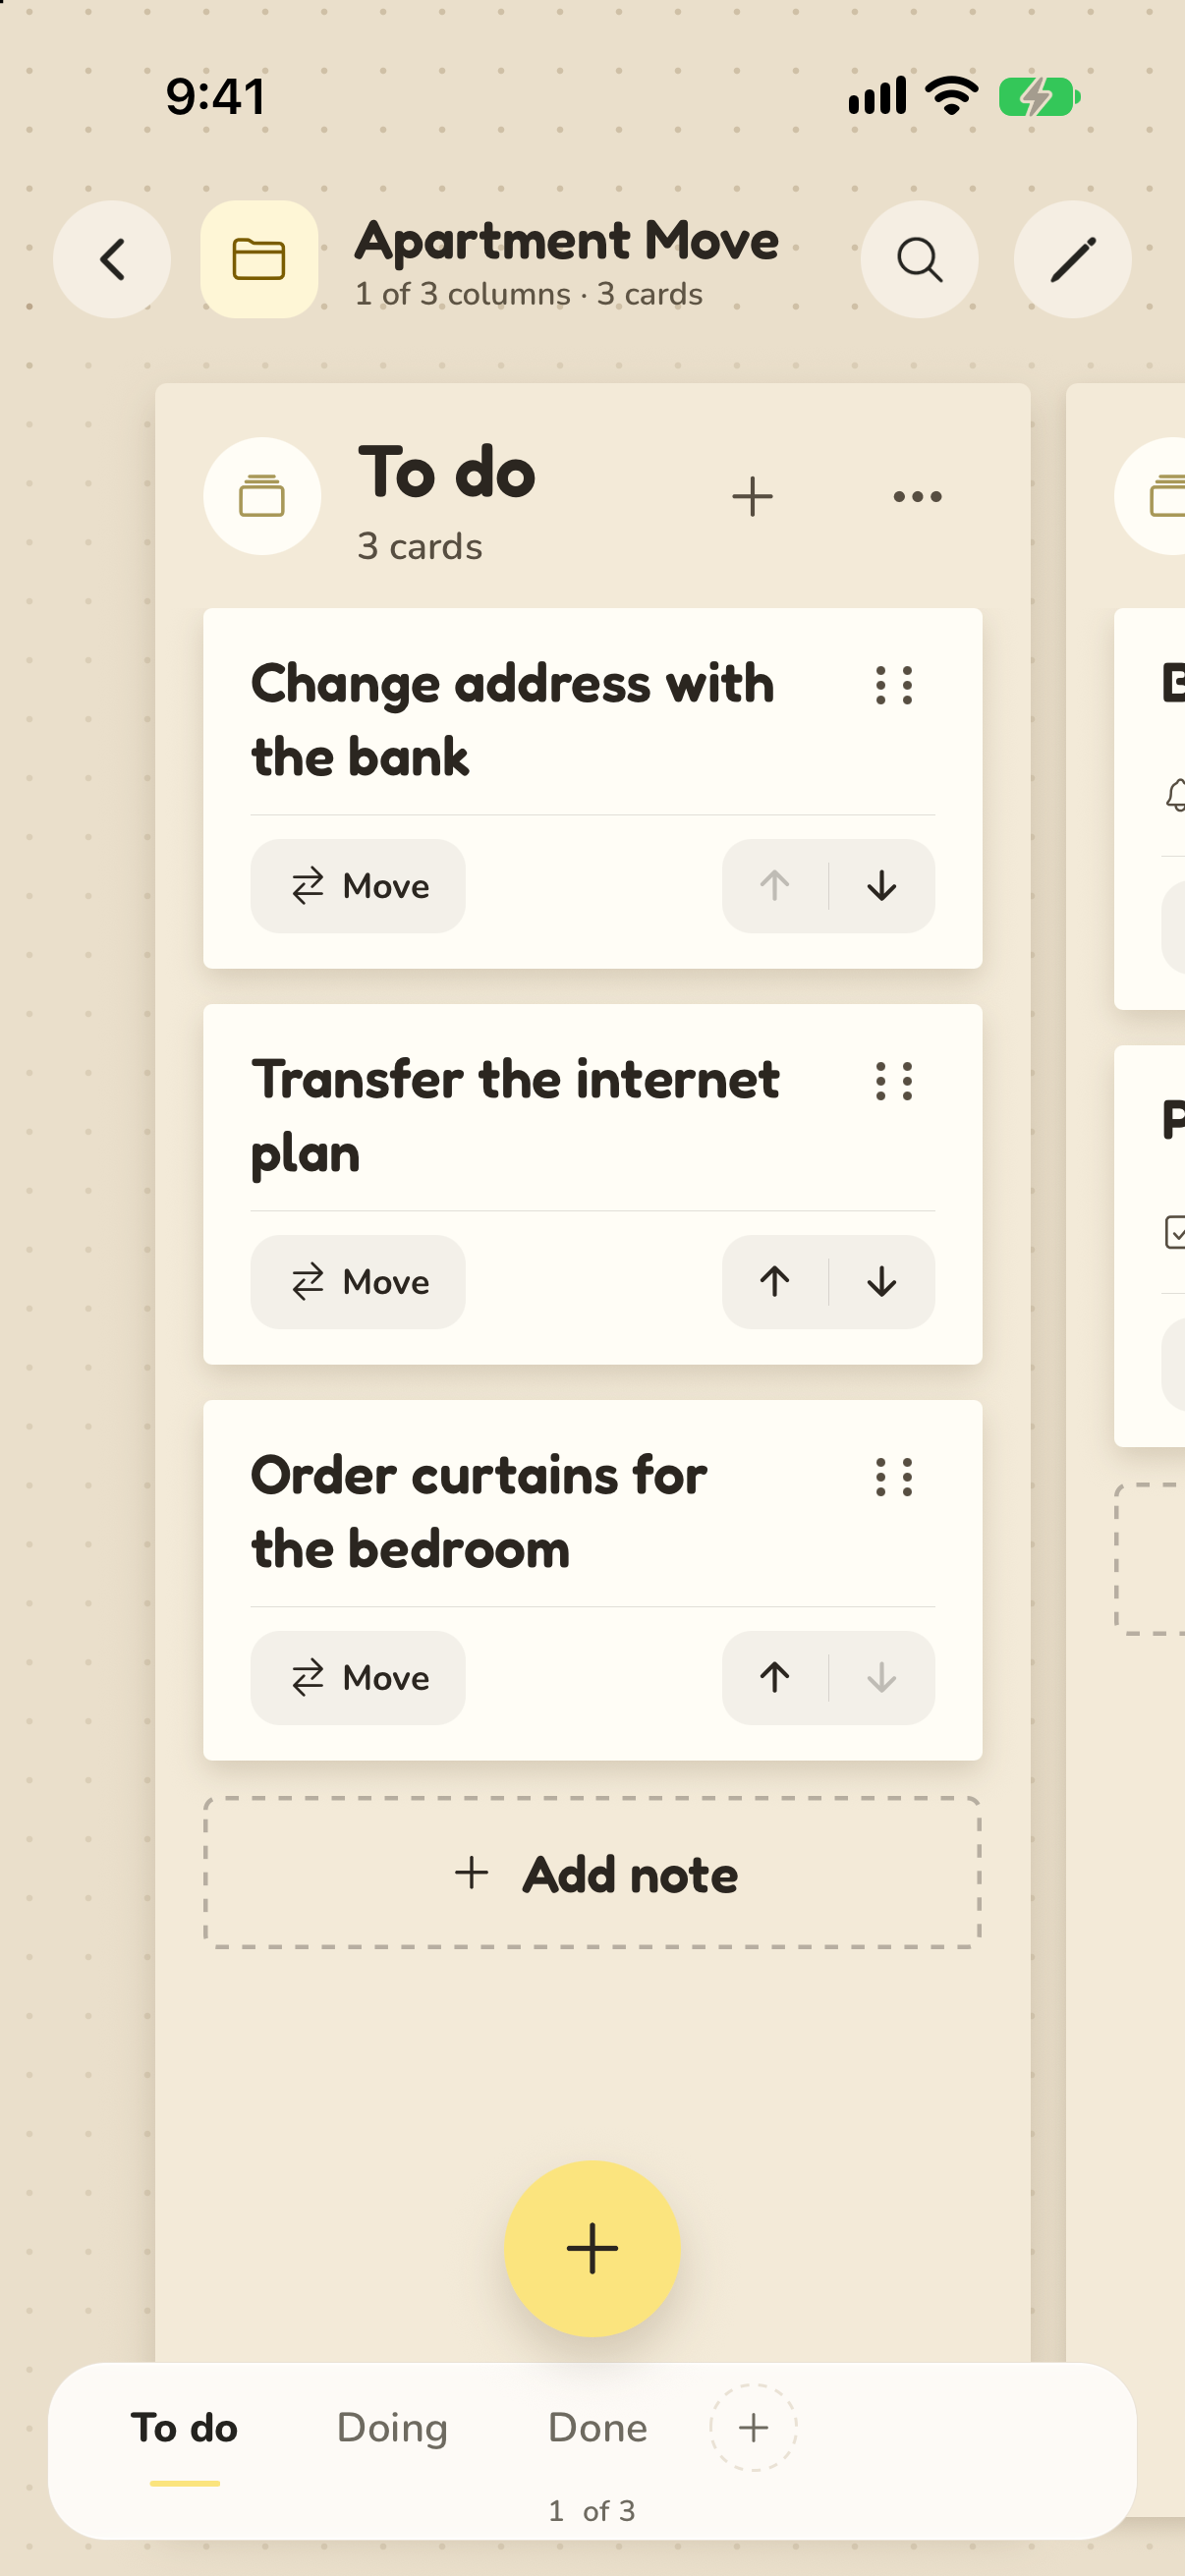 9:41
Apartment Move
1 of 3 columns · 3 cards
To do
3 cards
Change address with
the bank
Move
Transfer the internet
plan
Move
Order curtains for
the bedroom
Move
Add note
B
P
To do
Doing
Done
1 of 3